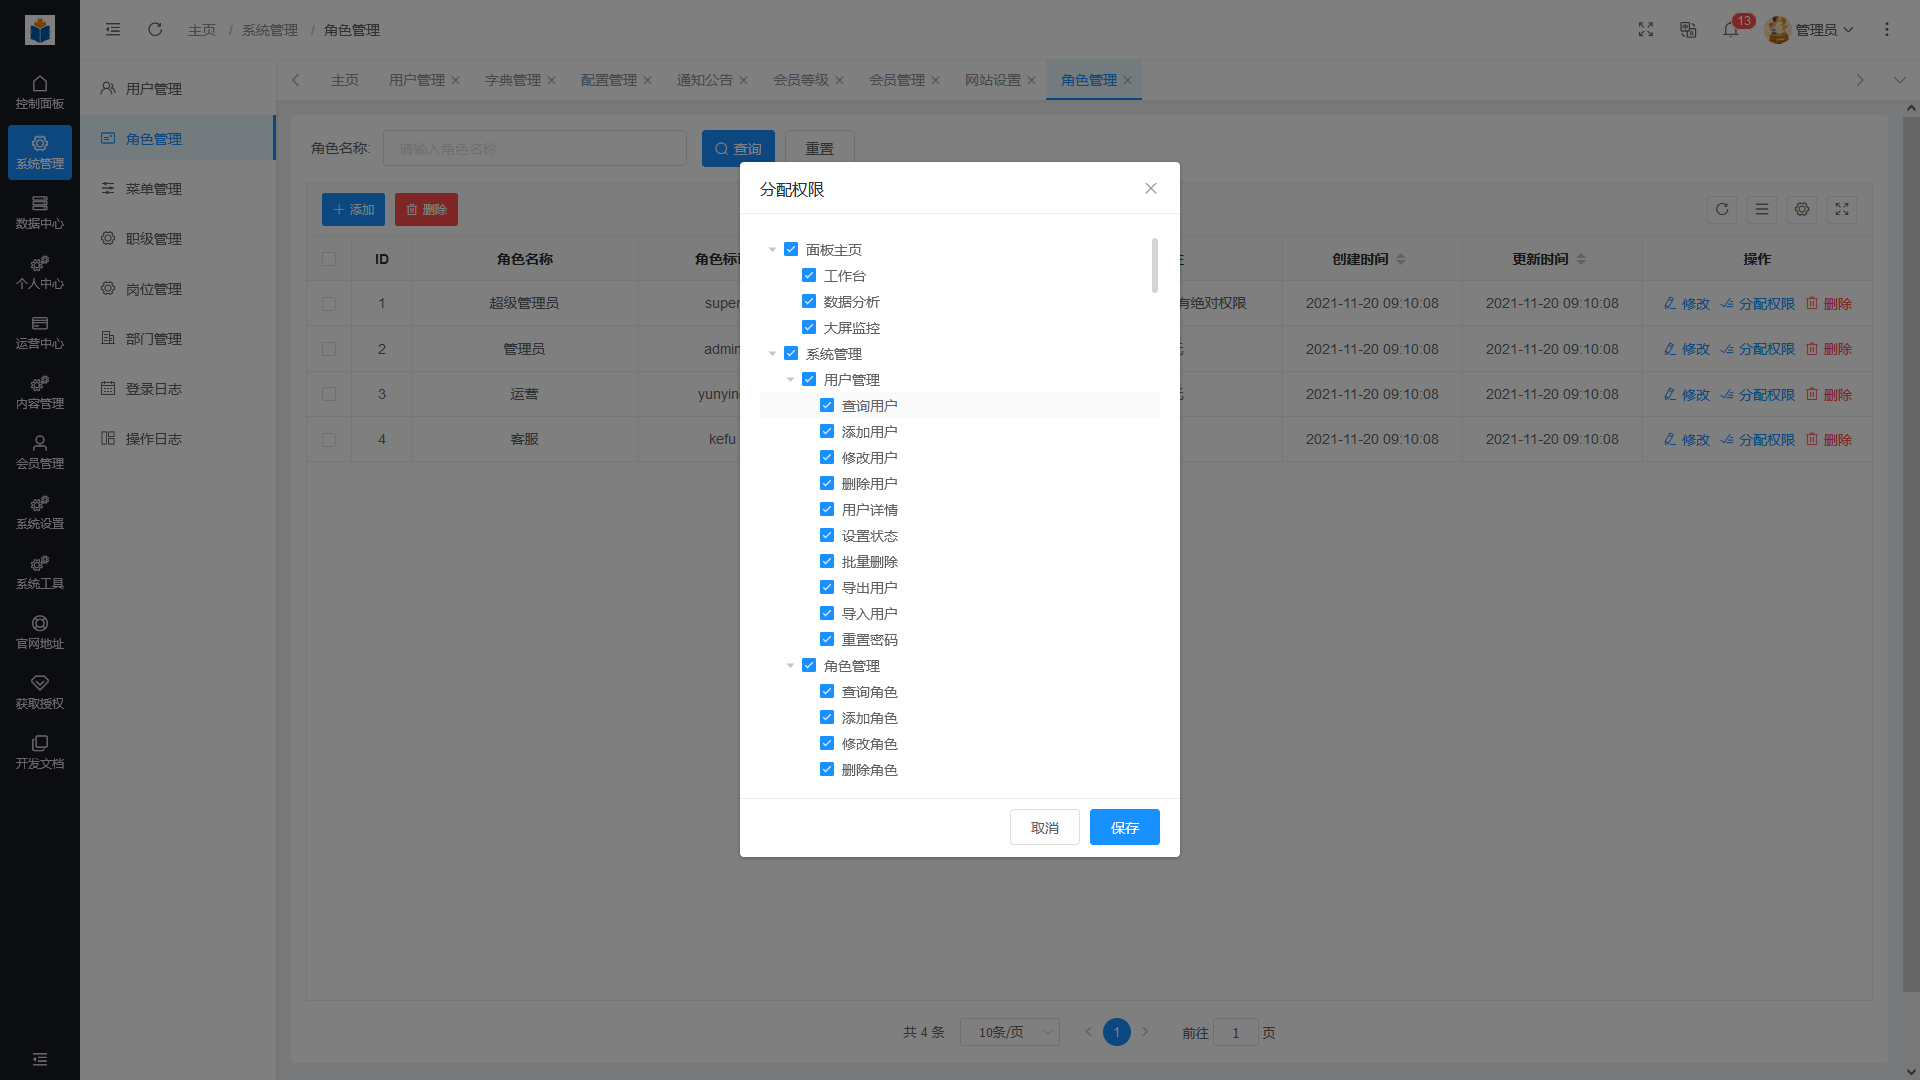 主页 / 系统管理 / 角色管理
13
管理员
控制面板
系统管理
数据中心
个人中心
运营中心
内容管理
会员管理
系统设置
系统工具
官网地址
获取授权
开发文档
用户管理
角色管理
菜单管理
职级管理
岗位管理
部门管理
登录日志
操作日志
主页 用户管理 字典管理 配置管理 通知公告 会员等级 会员管理 网站设置 角色管理
角色名称: 请输入角色名称 查询 重置
添加 删除
ID 角色名称 创建时间 更新时间 操作
1 超级管理员 super 有绝对权限 2021-11-20 09:10:08 2021-11-20 09:10:08 修改 分配权限 删除
2 管理员 admin 2021-11-20 09:10:08 2021-11-20 09:10:08 修改 分配权限 删除
3 运营 yunyin 2021-11-20 09:10:08 2021-11-20 09:10:08 修改 分配权限 删除
4 客服 kefu 2021-11-20 09:10:08 2021-11-20 09:10:08 修改 分配权限 删除
共 4 条 10条/页 1 前往 1 页
分配权限
面板主页
工作台
数据分析
大屏监控
系统管理
用户管理
查询用户
添加用户
修改用户
删除用户
用户详情
设置状态
批量删除
导出用户
导入用户
重置密码
角色管理
查询角色
添加角色
修改角色
删除角色
取消 保存